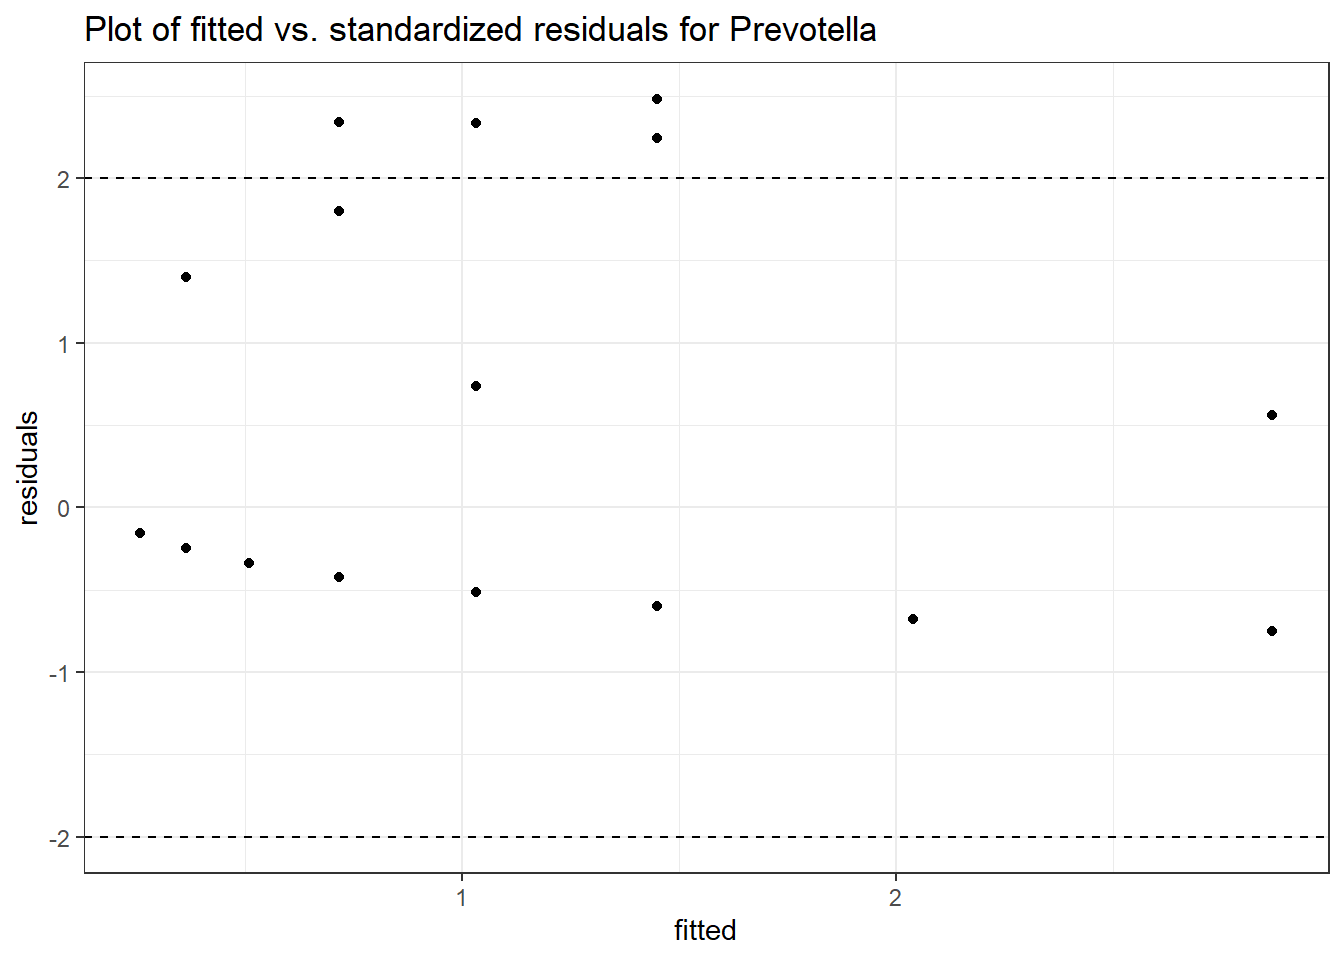 Plot of fitted vs. standardized residuals for Prevotella
2
1
0
-1
-2
residuals
1
2
fitted